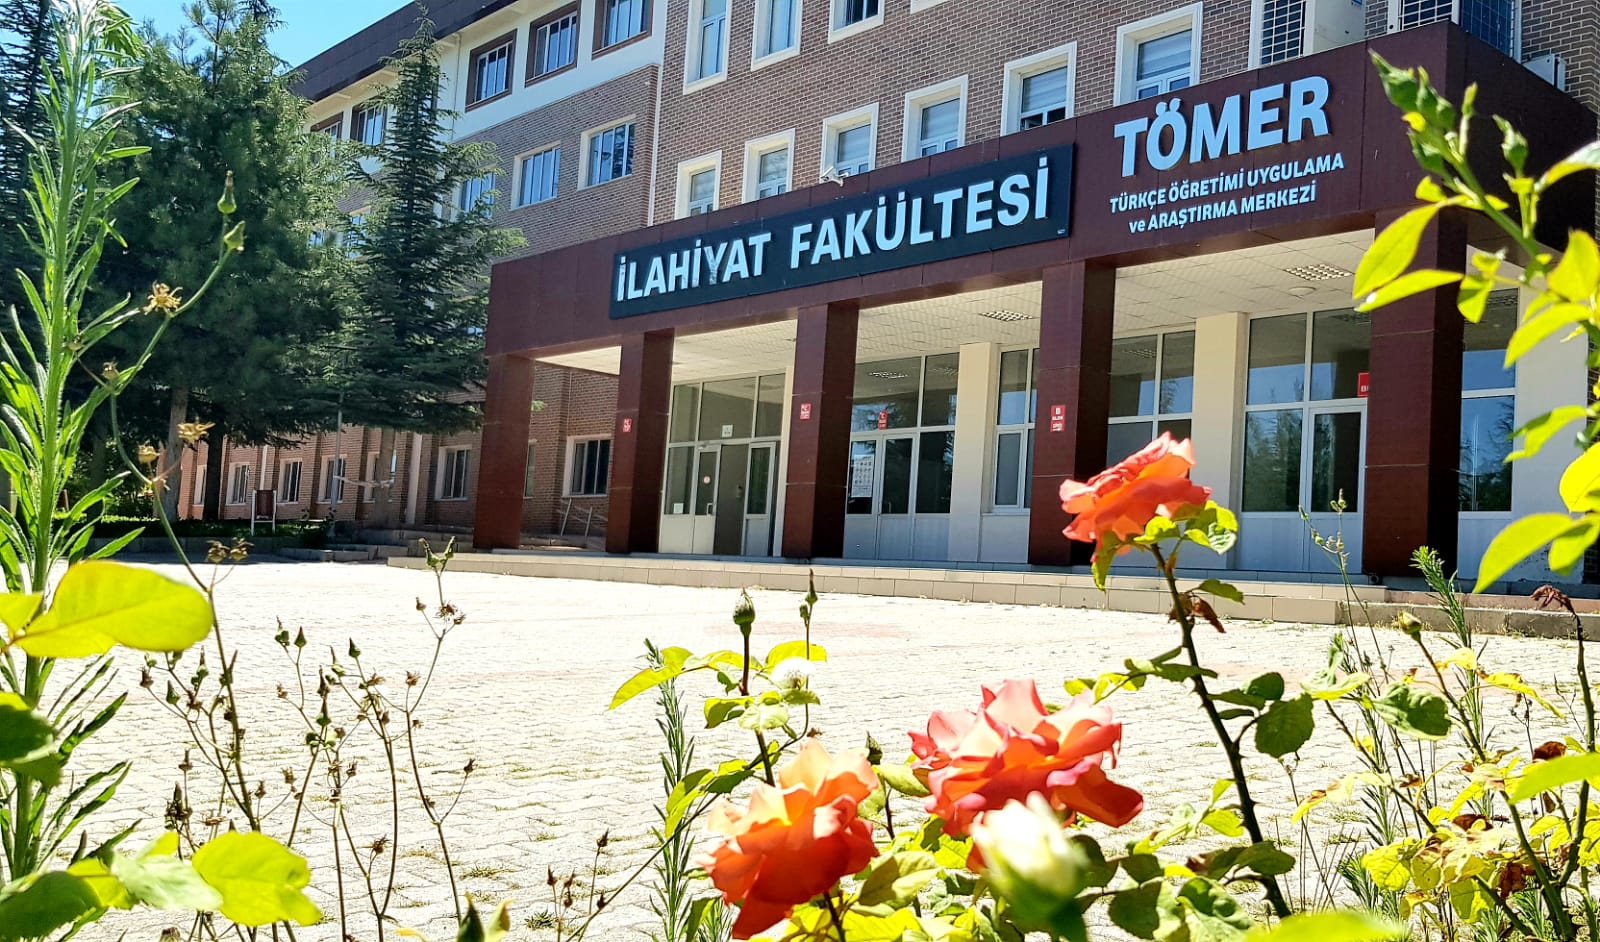 İLAHİYAT FAKÜLTESİ
TÖMER
TÜRKÇE ÖĞRETİMİ UYGULAMA
ve ARAŞTIRMA MERKEZİ
B